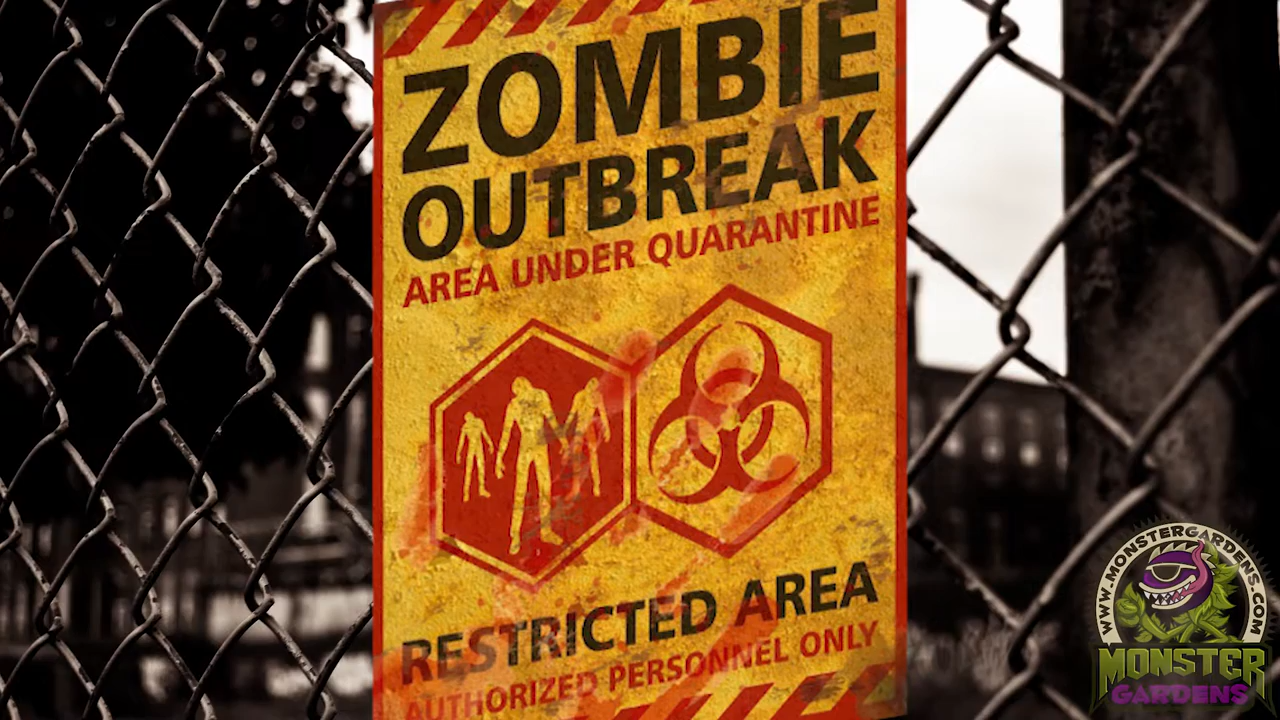 ZOMBIE
OUTBREAK
AREA UNDER QUARANTINE
RESTRICTED AREA
AUTHORIZED PERSONNEL ONLY
WWW.MONSTERGARDENS.COM
MONSTER
GARDENS